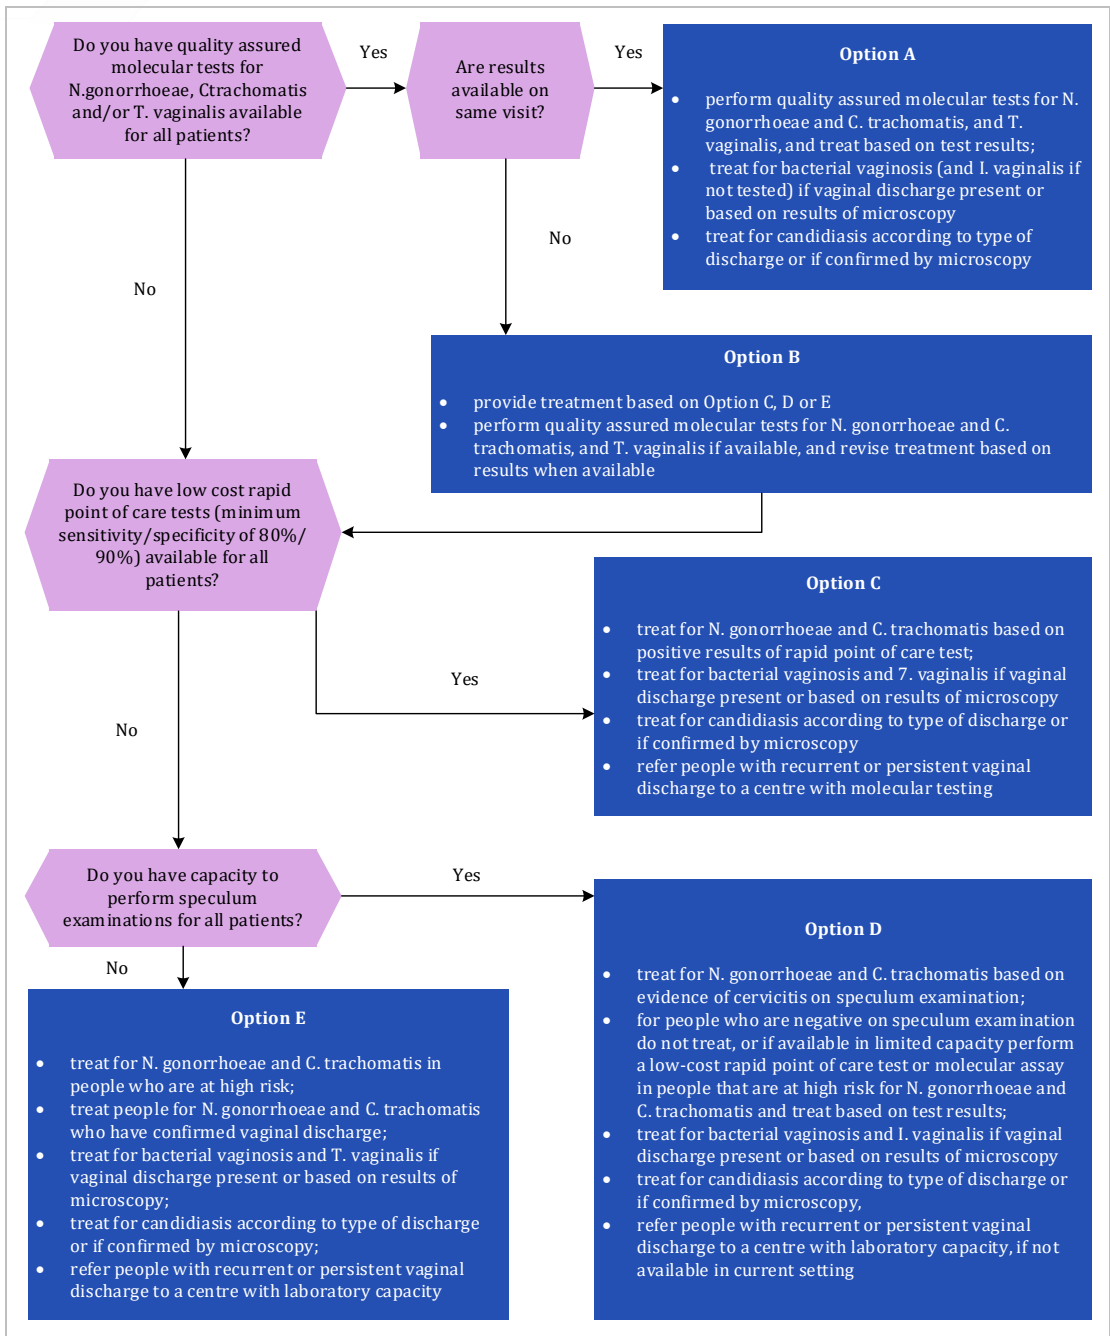 Do you have quality assured
molecular tests for
N.gonorrhoeae, Ctrachomatis
and/or T. vaginalis available
for all patients?
Yes
Are results
available on
same visit?
Yes
Option A
• perform quality assured molecular tests for N.
gonorrhoeae and C. trachomatis, and T.
vaginalis, and treat based on test results;
• treat for bacterial vaginosis (and I. vaginalis if
not tested) if vaginal discharge present or
based on results of microscopy
• treat for candidiasis according to type of
discharge or if confirmed by microscopy
No
No
Option B
• provide treatment based on Option C, D or E
• perform quality assured molecular tests for N. gonorrhoeae and C.
trachomatis, and T. vaginalis if available, and revise treatment based on
results when available
Do you have low cost rapid
point of care tests (minimum
sensitivity/specificity of 80%/
90%) available for all
patients?
Option C
• treat for N. gonorrhoeae and C. trachomatis based on
positive results of rapid point of care test;
• treat for bacterial vaginosis and 7. vaginalis if vaginal
discharge present or based on results of microscopy
• treat for candidiasis according to type of discharge or
if confirmed by microscopy
• refer people with recurrent or persistent vaginal
discharge to a centre with molecular testing
Yes
No
Do you have capacity to
perform speculum
examinations for all patients?
Yes
No
Option D
• treat for N. gonorrhoeae and C. trachomatis based on
evidence of cervicitis on speculum examination;
• for people who are negative on speculum examination
do not treat, or if available in limited capacity perform
a low-cost rapid point of care test or molecular assay
in people that are at high risk for N. gonorrhoeae and
C. trachomatis and treat based on test results;
• treat for bacterial vaginosis and I. vaginalis if vaginal
discharge present or based on results of microscopy
• treat for candidiasis according to type of discharge or
if confirmed by microscopy,
• refer people with recurrent or persistent vaginal
discharge to a centre with laboratory capacity, if not
available in current setting
Option E
• treat for N. gonorrhoeae and C. trachomatis in
people who are at high risk;
• treat people for N. gonorrhoeae and C. trachomatis
who have confirmed vaginal discharge;
• treat for bacterial vaginosis and T. vaginalis if
vaginal discharge present or based on results of
microscopy;
• treat for candidiasis according to type of discharge
or if confirmed by microscopy;
• refer people with recurrent or persistent vaginal
discharge to a centre with laboratory capacity